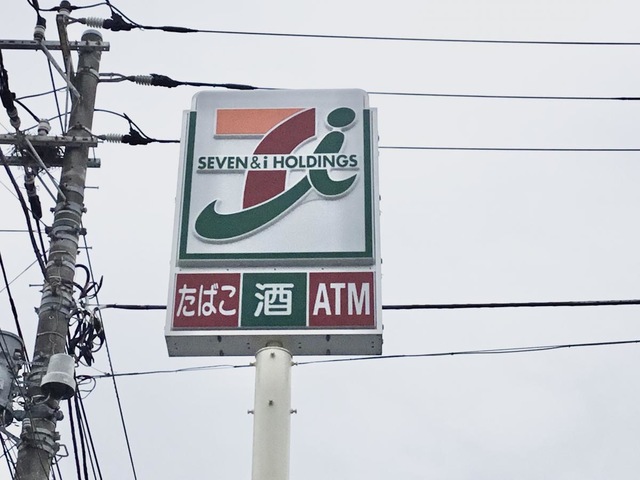 SEVEN & i HOLDINGS
たばこ 酒 ATM